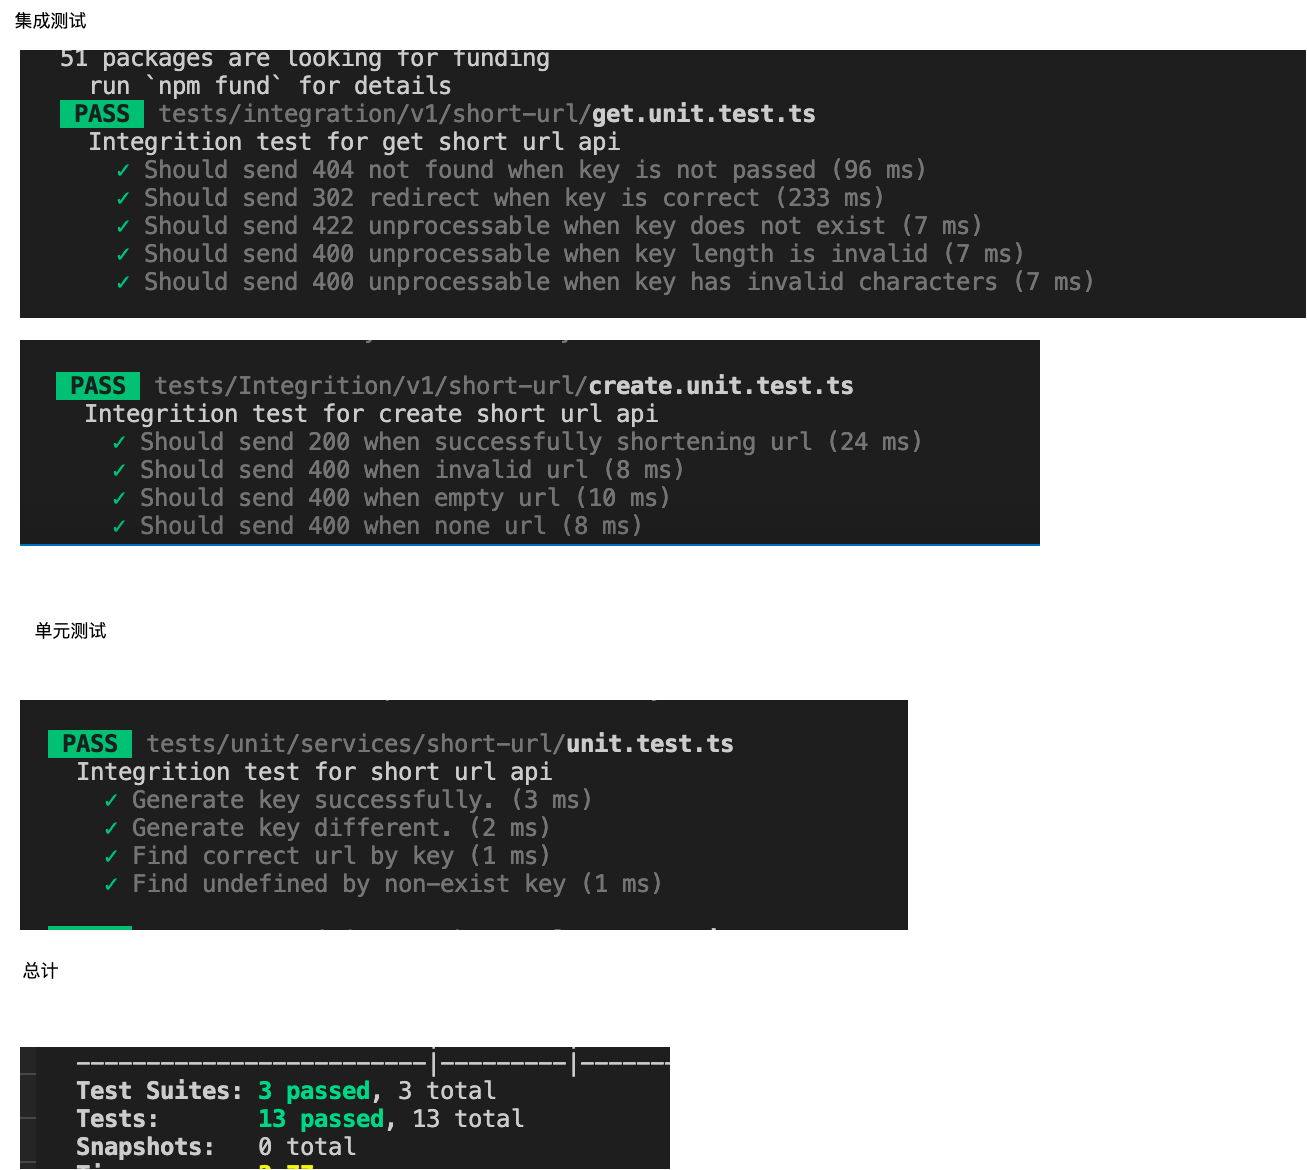 集成测试
51 packages are looking for funding
run `npm fund` for details
PASS tests/integration/v1/short-url/get.unit.test.ts
Integrition test for get short url api
✓ Should send 404 not found when key is not passed (96 ms)
✓ Should send 302 redirect when key is correct (233 ms)
✓ Should send 422 unprocessable when key does not exist (7 ms)
✓ Should send 400 unprocessable when key length is invalid (7 ms)
✓ Should send 400 unprocessable when key has invalid characters (7 ms)
PASS tests/Integrition/v1/short-url/create.unit.test.ts
Integrition test for create short url api
✓ Should send 200 when successfully shortening url (24 ms)
✓ Should send 400 when invalid url (8 ms)
✓ Should send 400 when empty url (10 ms)
✓ Should send 400 when none url (8 ms)
单元测试
PASS tests/unit/services/short-url/unit.test.ts
Integrition test for short url api
✓ Generate key successfully. (3 ms)
✓ Generate key different. (2 ms)
✓ Find correct url by key (1 ms)
✓ Find undefined by non-exist key (1 ms)
总计
-------------------------|---------|-------
Test Suites: 3 passed, 3 total
Tests: 13 passed, 13 total
Snapshots: 0 total